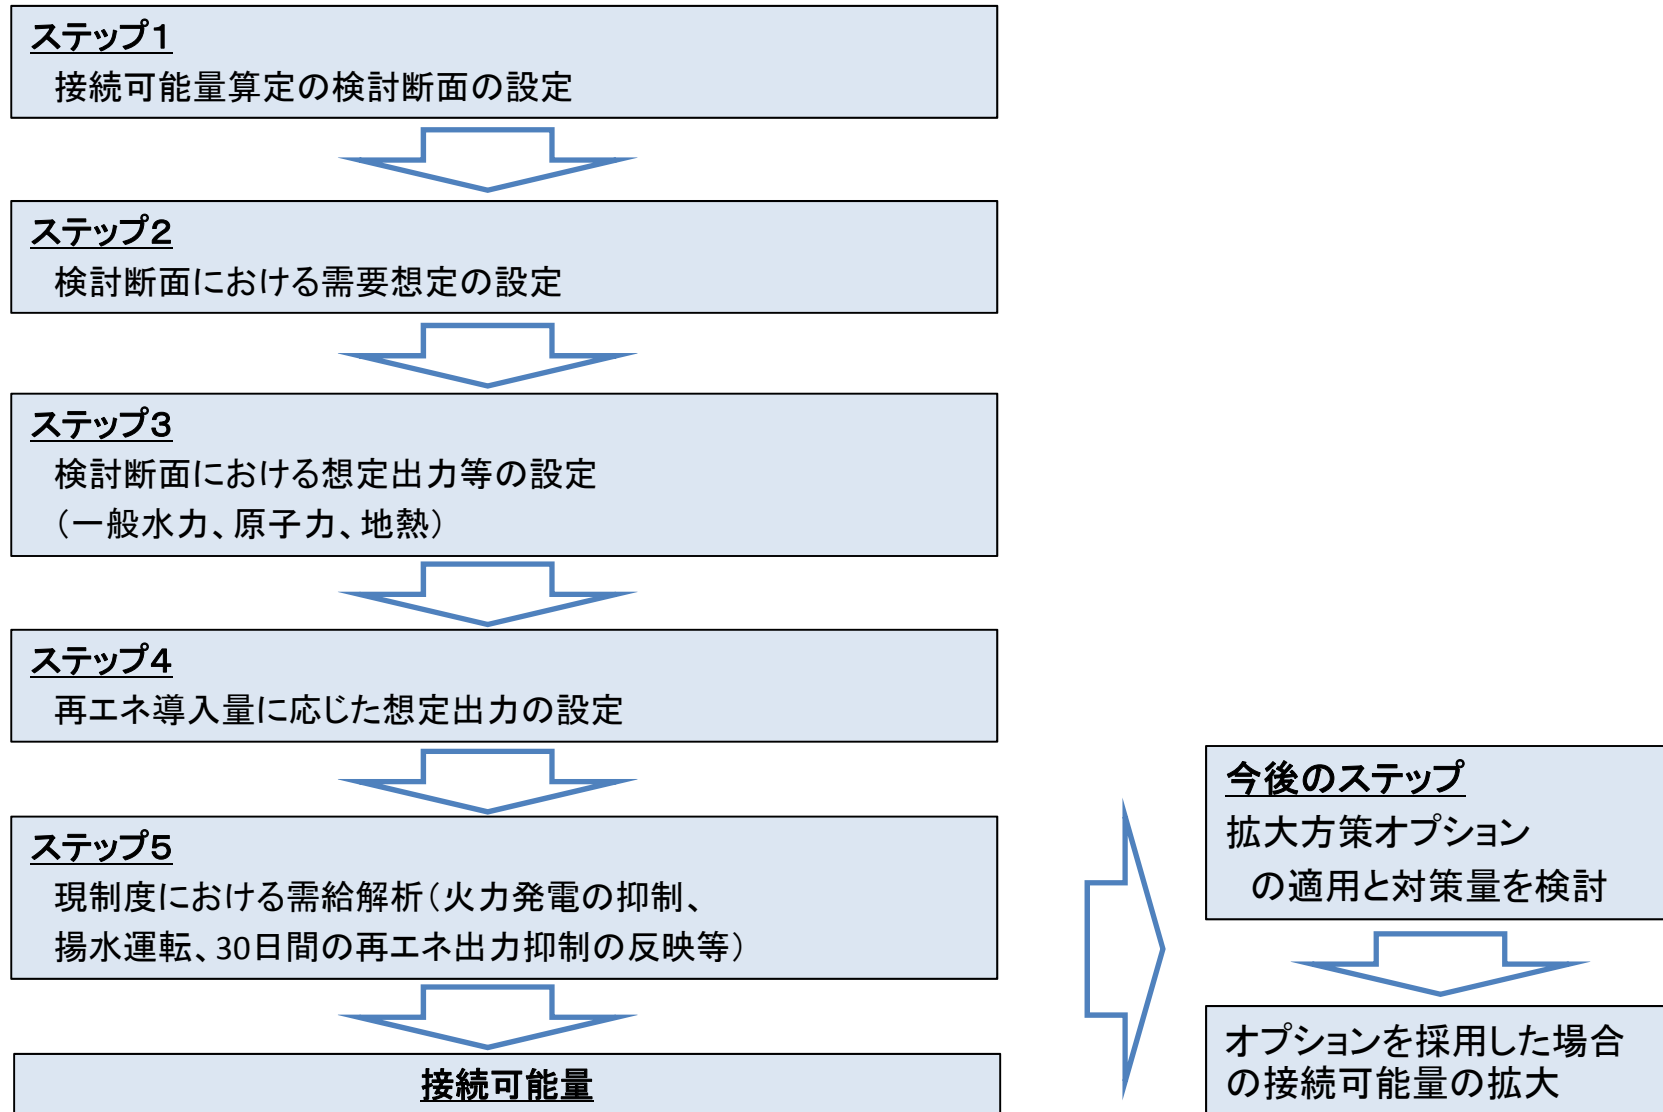 ステップ1
接続可能量算定の検討断面の設定
ステップ2
検討断面における需要想定の設定
ステップ3
検討断面における想定出力等の設定
（一般水力、原子力、地熱）
ステップ4
再エネ導入量に応じた想定出力の設定
ステップ5
現制度における需給解析（火力発電の抑制、
揚水運転、30日間の再エネ出力抑制の反映等）
接続可能量
今後のステップ
拡大方策オプション
の適用と対策量を検討
オプションを採用した場合
の接続可能量の拡大